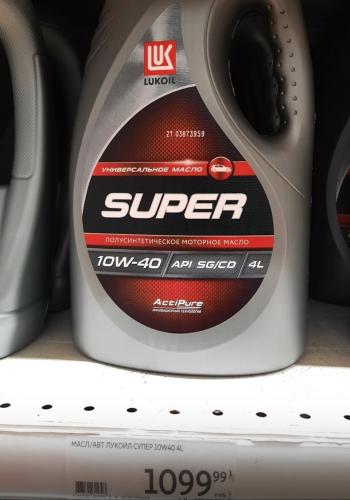 LUKOIL
21 03873959
УНИВЕРСАЛЬНОЕ МАСЛО
SUPER
ПОЛУСИНТЕТИЧЕСКОЕ МОТОРНОЕ МАСЛО
10W-40 API SG/CD 4L
ActiPure
МАСЛ/АВТ ЛУКОЙЛ СУПЕР 10W40 4L
1099 99